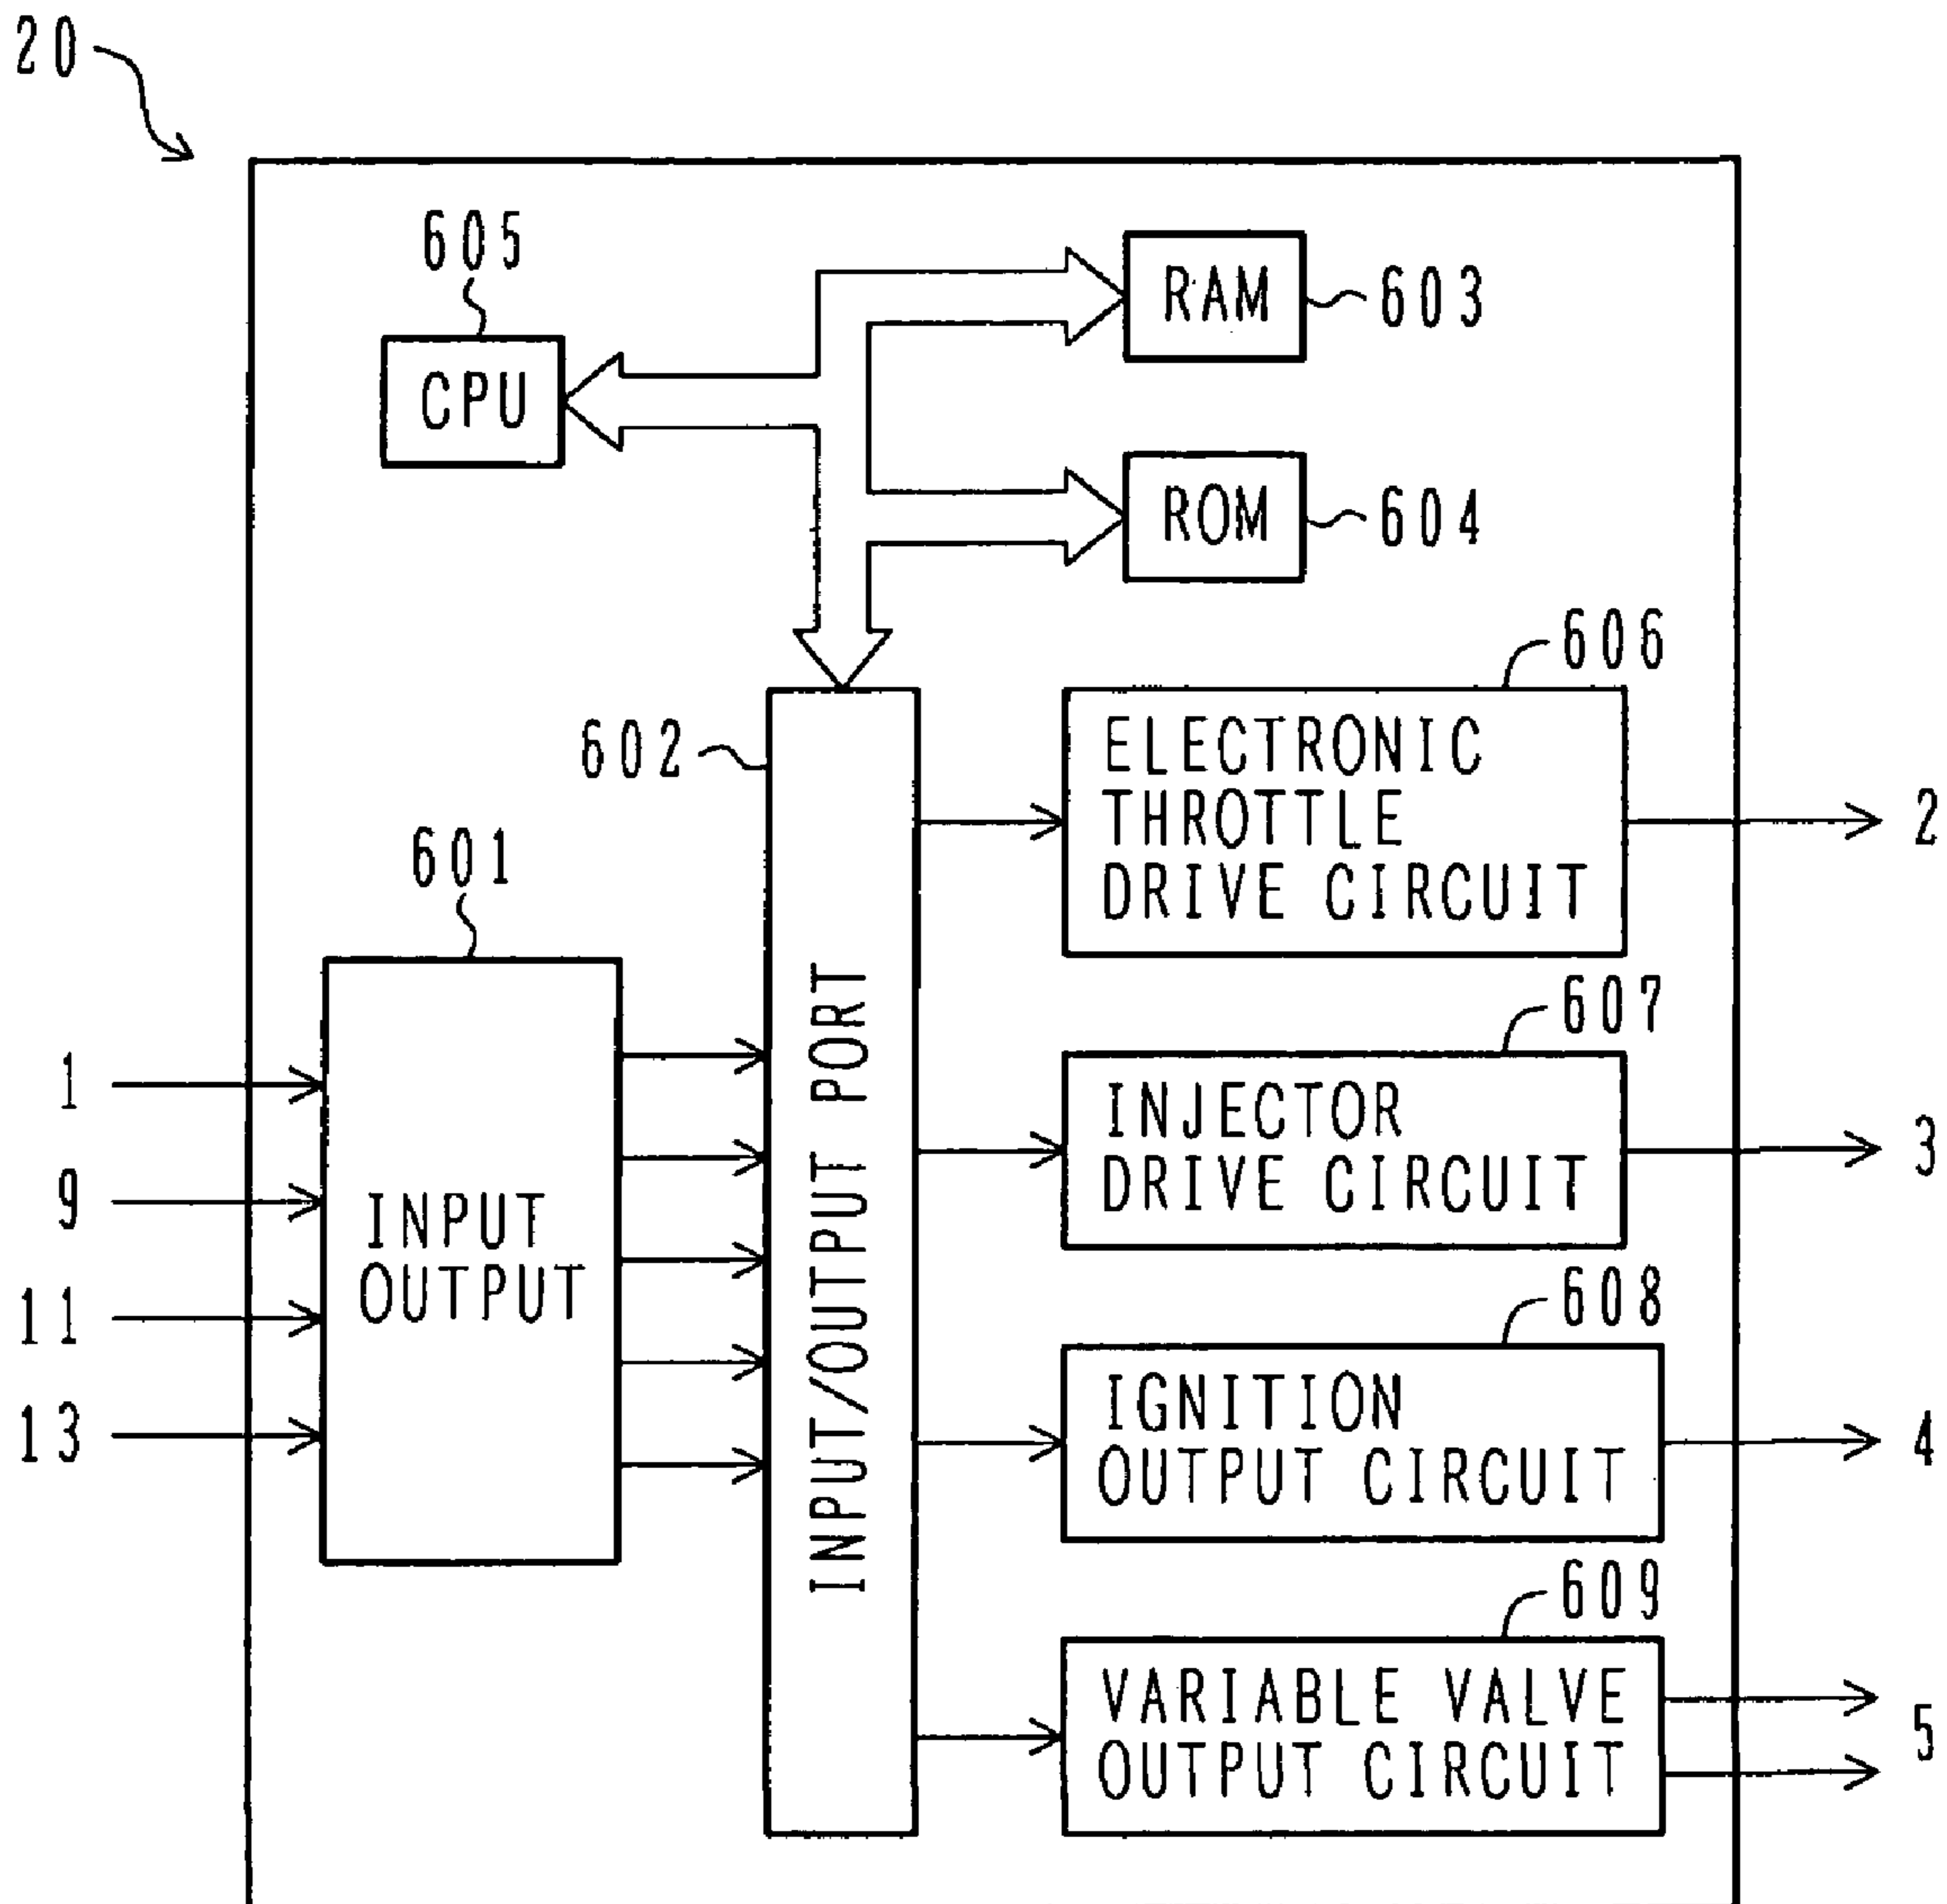 20
605
CPU
RAM
603
ROM
604
606
602
ELECTRONIC
THROTTLE
DRIVE CIRCUIT
2
601
607
INPUT
OUTPUT
INPUT/OUTPUT PORT
INJECTOR
DRIVE CIRCUIT
3
1
9
11
13
608
IGNITION
OUTPUT CIRCUIT
4
609
VARIABLE VALVE
OUTPUT CIRCUIT
5